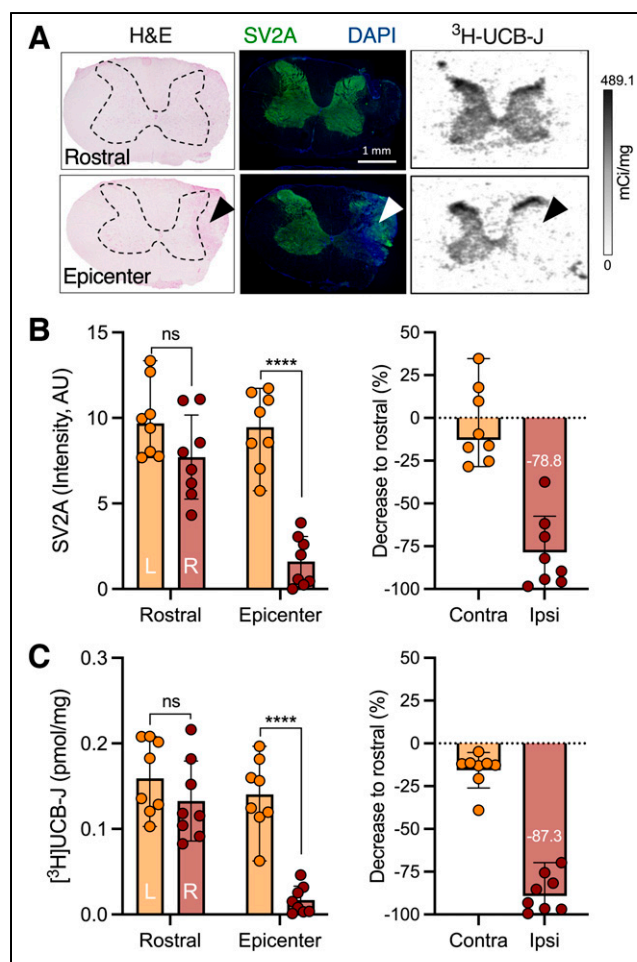 A
H&E
SV2A
DAPI
³H-UCB-J
Rostral
1 mm
Epicenter
489.1
mCi/mg
0
B
SV2A (Intensity, AU)
15
10
5
0
ns
****
L
R
Rostral
Epicenter
Decrease to rostral (%)
50
25
0
-25
-50
-75
-100
-78.8
Contra
Ipsi
C
[³H]UCB-J (pmol/mg)
0.3
0.2
0.1
0.0
ns
****
L
R
Rostral
Epicenter
Decrease to rostral (%)
50
25
0
-25
-50
-75
-100
-87.3
Contra
Ipsi